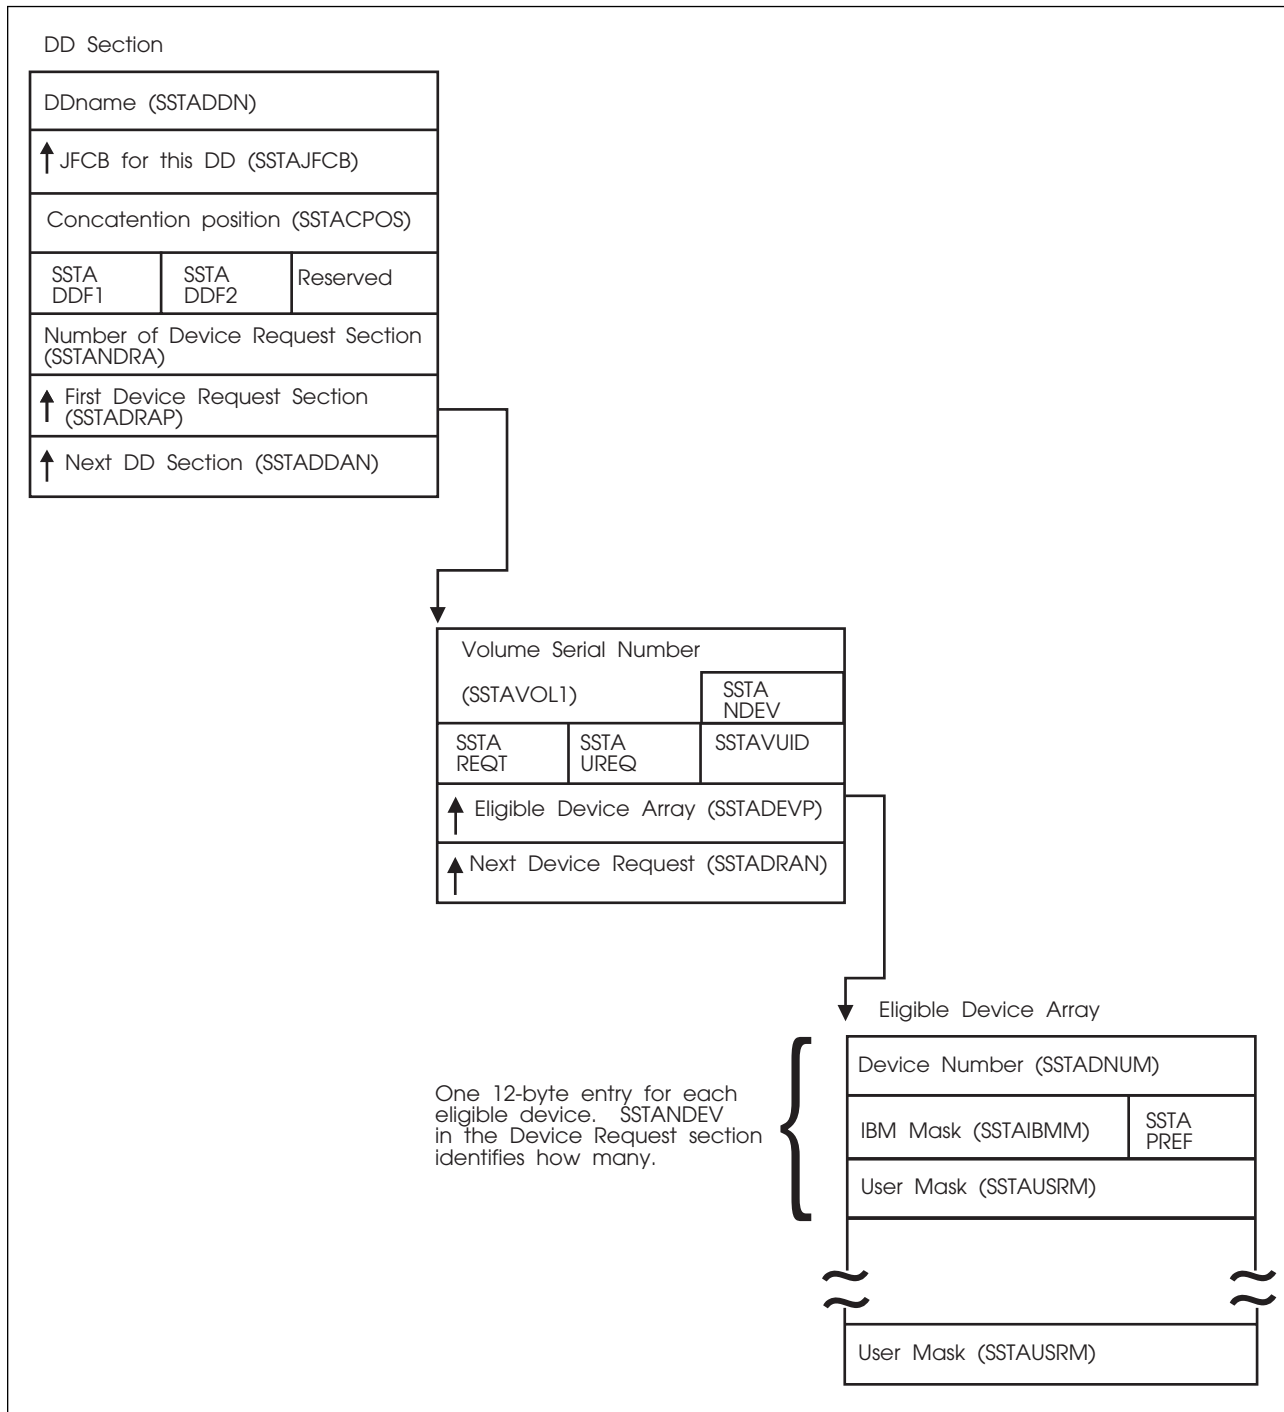 DD Section
DDname (SSTADDN)
JFCB for this DD (SSTAJFCB)
Concatention position (SSTACPOS)
SSTA
DDF1
SSTA
DDF2
Reserved
Number of Device Request Section
(SSTANDRA)
First Device Request Section
(SSTADRAP)
Next DD Section (SSTADDAN)
Volume Serial Number
(SSTAVOL1)
SSTA
NDEV
SSTA
REQT
SSTA
UREQ
SSTAVUID
Eligible Device Array (SSTADEVP)
Next Device Request (SSTADRAN)
Eligible Device Array
One 12-byte entry for each
eligible device. SSTANDEV
in the Device Request section
identifies how many.
Device Number (SSTADNUM)
IBM Mask (SSTAIBMM)
SSTA
PREF
User Mask (SSTAUSRM)
User Mask (SSTAUSRM)